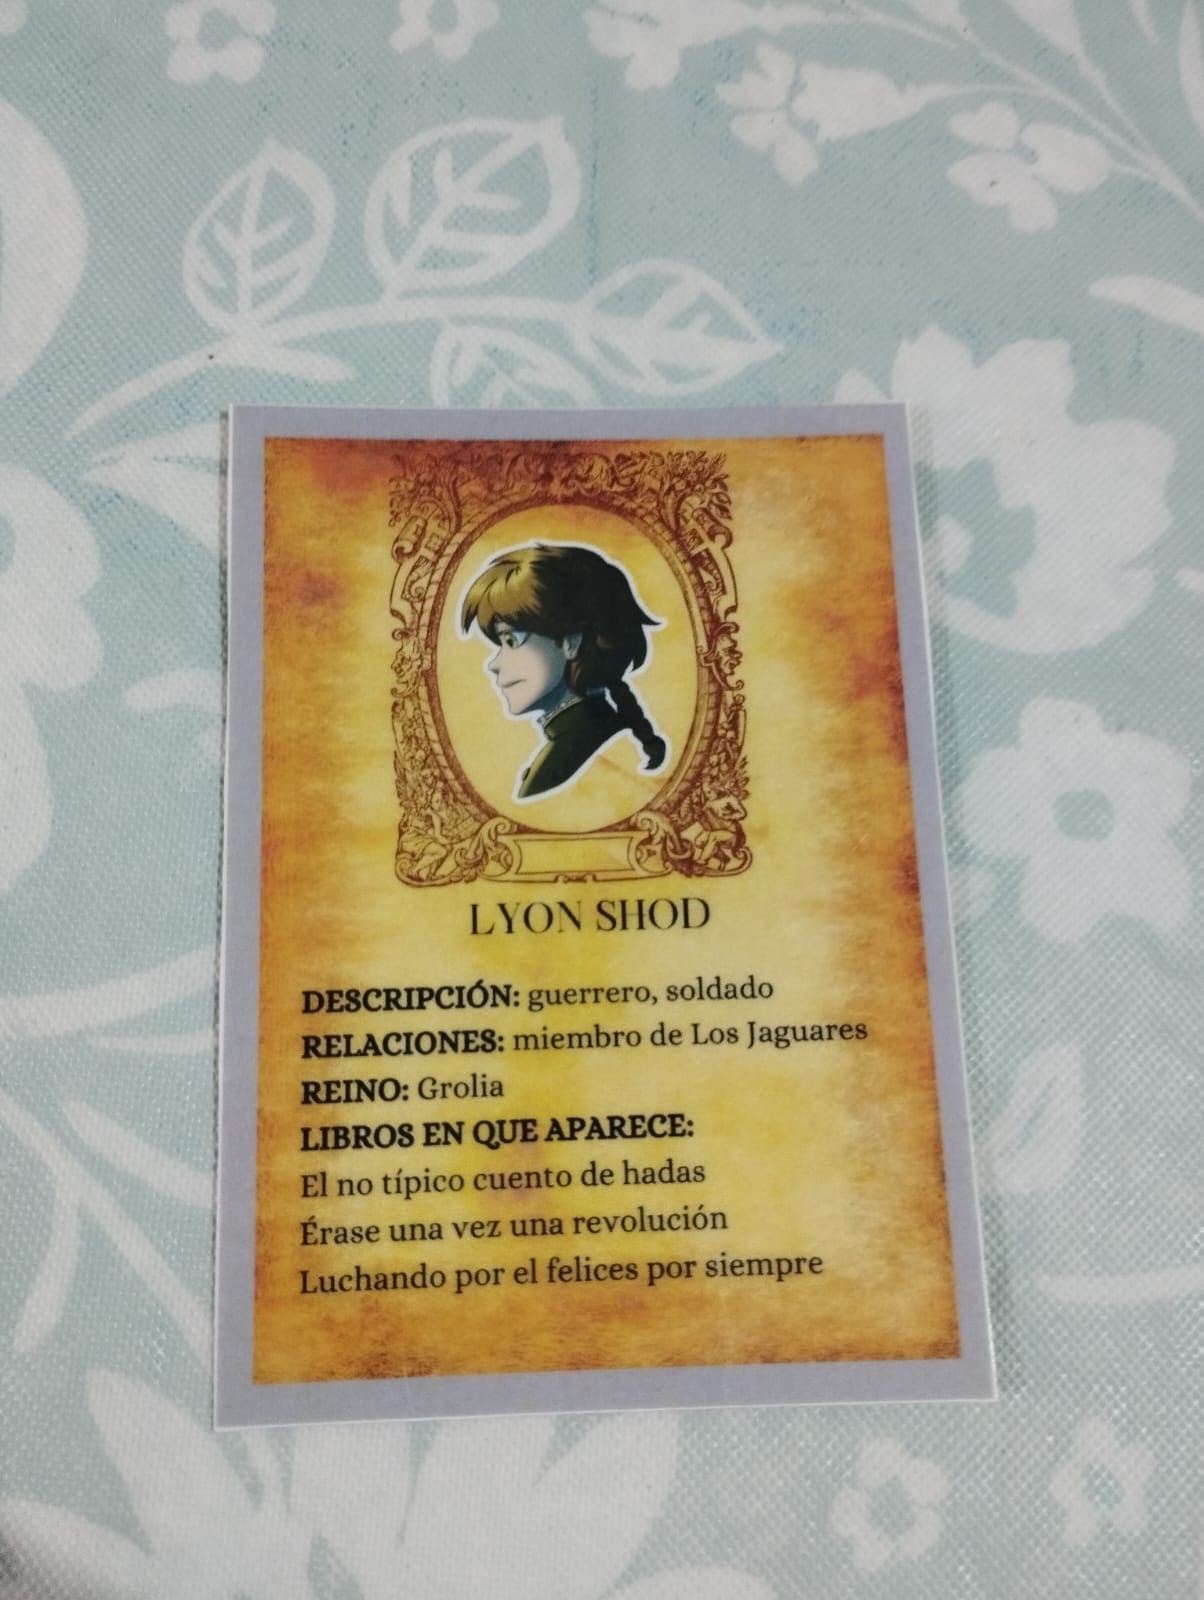 LYON SHOD
DESCRIPCIÓN: guerrero, soldado
RELACIONES: miembro de Los Jaguares
REINO: Grolia
LIBROS EN QUE APARECE:
El no típico cuento de hadas
Érase una vez una revolución
Luchando por el felices por siempre